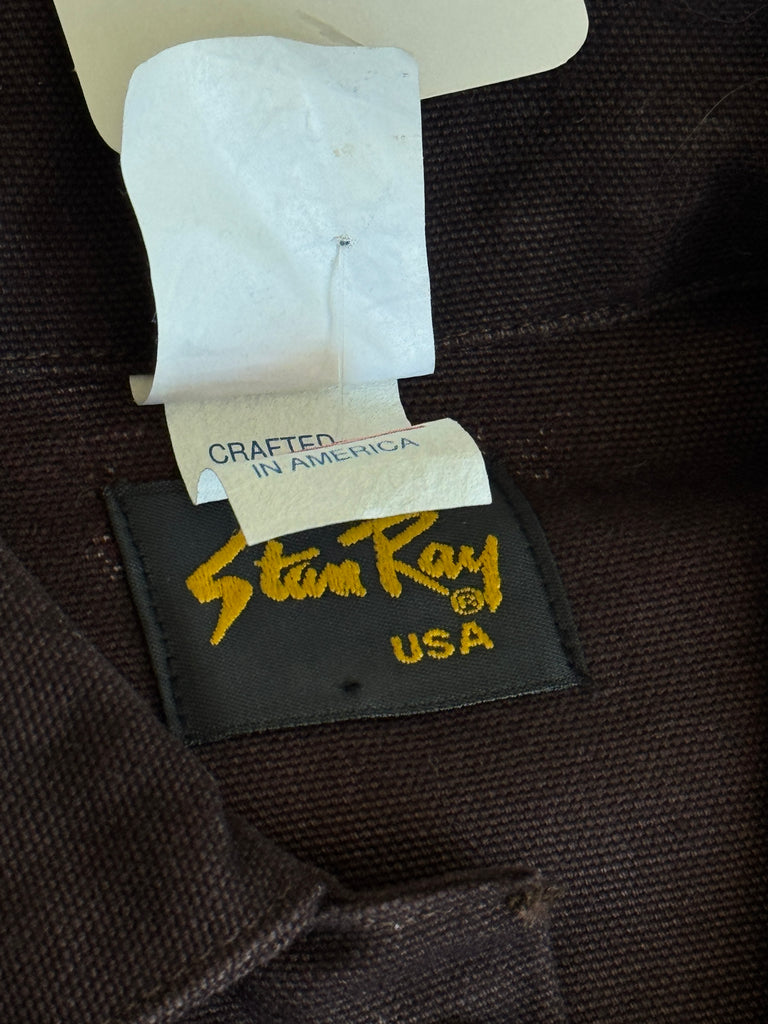 CRAFTED
IN AMERICA
Stan Ray
®
USA